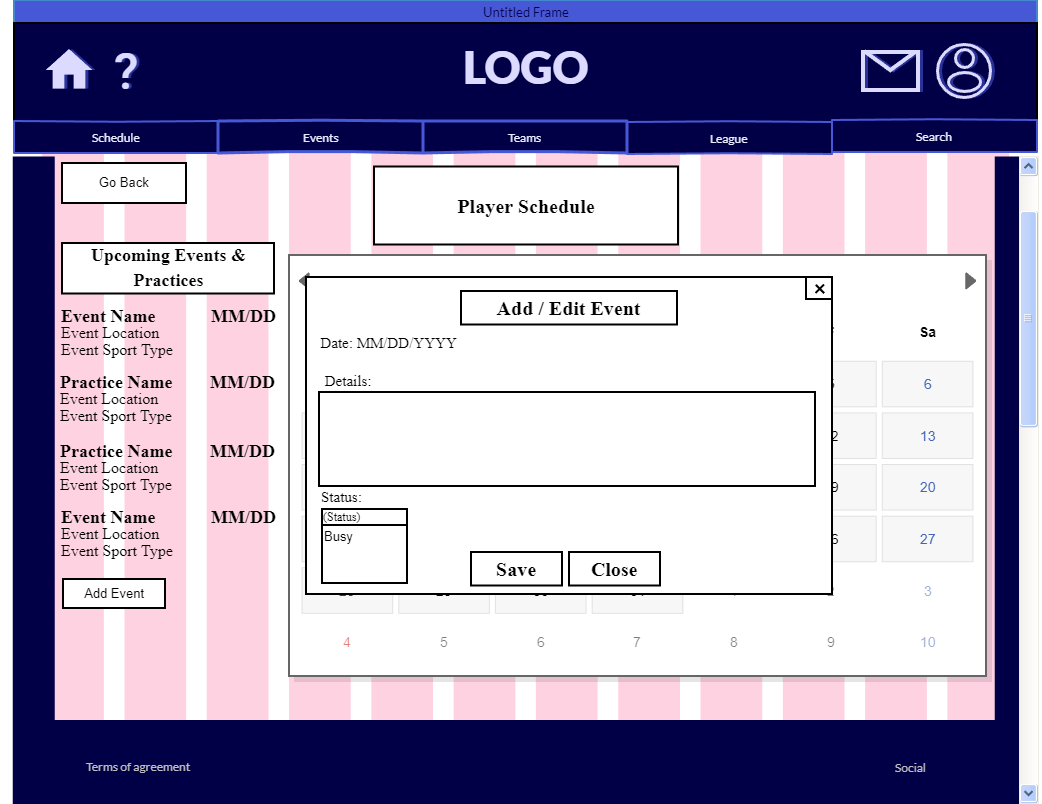 Untitled Frame
?
LOGO
Schedule
Events
Teams
League
Search
Go Back
Player Schedule
Upcoming Events &
Practices
Event Name MM/DD
Event Location
Event Sport Type
Practice Name MM/DD
Event Location
Event Sport Type
Practice Name MM/DD
Event Location
Event Sport Type
Event Name MM/DD
Event Location
Event Sport Type
Add Event
×
Add / Edit Event
Date: MM/DD/YYYY
Details:
Status:
(Status)
Busy
Save
Close
Sa
6
13
20
27
3
4 5 6 7 8 9 10
Terms of agreement
Social